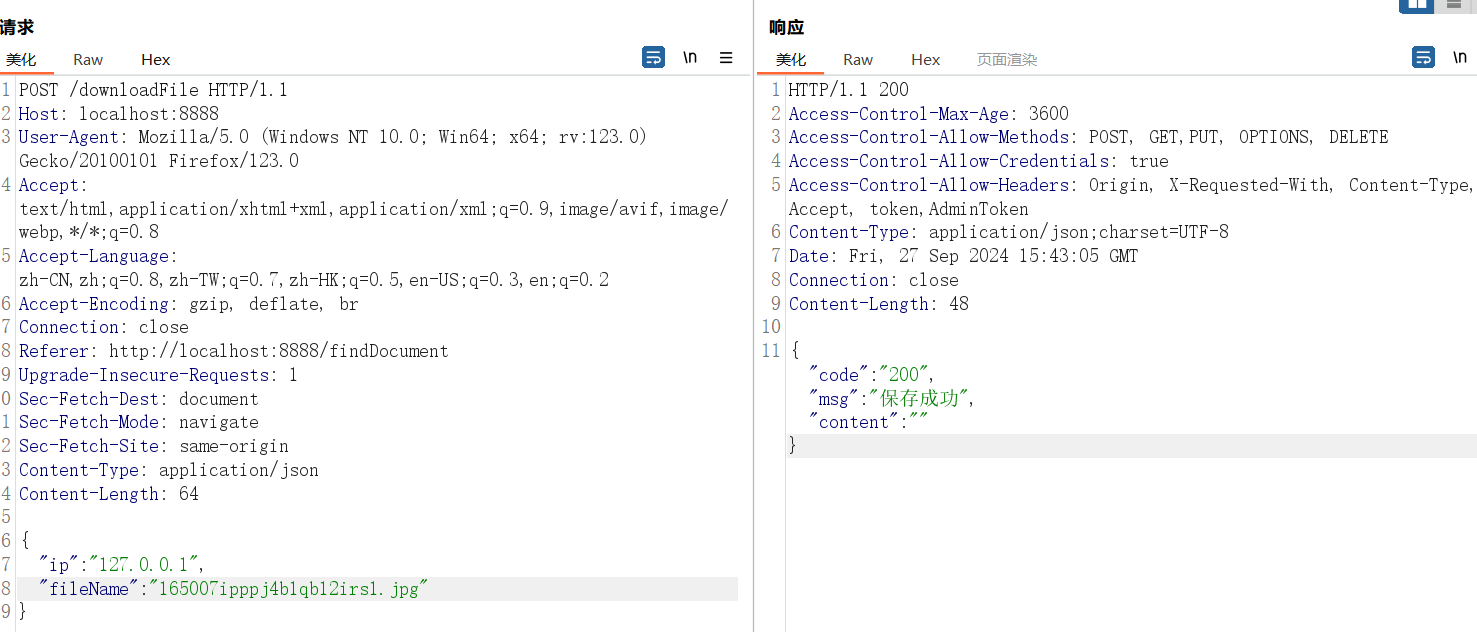 请求
美化 Raw Hex \n
1 POST /downloadFile HTTP/1.1
2 Host: localhost:8888
3 User-Agent: Mozilla/5.0 (Windows NT 10.0; Win64; x64; rv:123.0)
Gecko/20100101 Firefox/123.0
4 Accept:
text/html,application/xhtml+xml,application/xml;q=0.9,image/avif,image/
webp,*/*;q=0.8
5 Accept-Language:
zh-CN,zh;q=0.8,zh-TW;q=0.7,zh-HK;q=0.5,en-US;q=0.3,en;q=0.2
6 Accept-Encoding: gzip, deflate, br
7 Connection: close
8 Referer: http://localhost:8888/findDocument
9 Upgrade-Insecure-Requests: 1
0 Sec-Fetch-Dest: document
1 Sec-Fetch-Mode: navigate
2 Sec-Fetch-Site: same-origin
3 Content-Type: application/json
4 Content-Length: 64
5
6 {
7 "ip":"127.0.0.1",
8 "fileName":"165007ipppj4blqbl2irsl.jpg"
9 }
响应
美化 Raw Hex 页面渲染 \n
1 HTTP/1.1 200
2 Access-Control-Max-Age: 3600
3 Access-Control-Allow-Methods: POST, GET,PUT, OPTIONS, DELETE
4 Access-Control-Allow-Credentials: true
5 Access-Control-Allow-Headers: Origin, X-Requested-With, Content-Type,
Accept, token,AdminToken
6 Content-Type: application/json;charset=UTF-8
7 Date: Fri, 27 Sep 2024 15:43:05 GMT
8 Connection: close
9 Content-Length: 48
10
11 {
"code":"200",
"msg":"保存成功",
"content":""
}